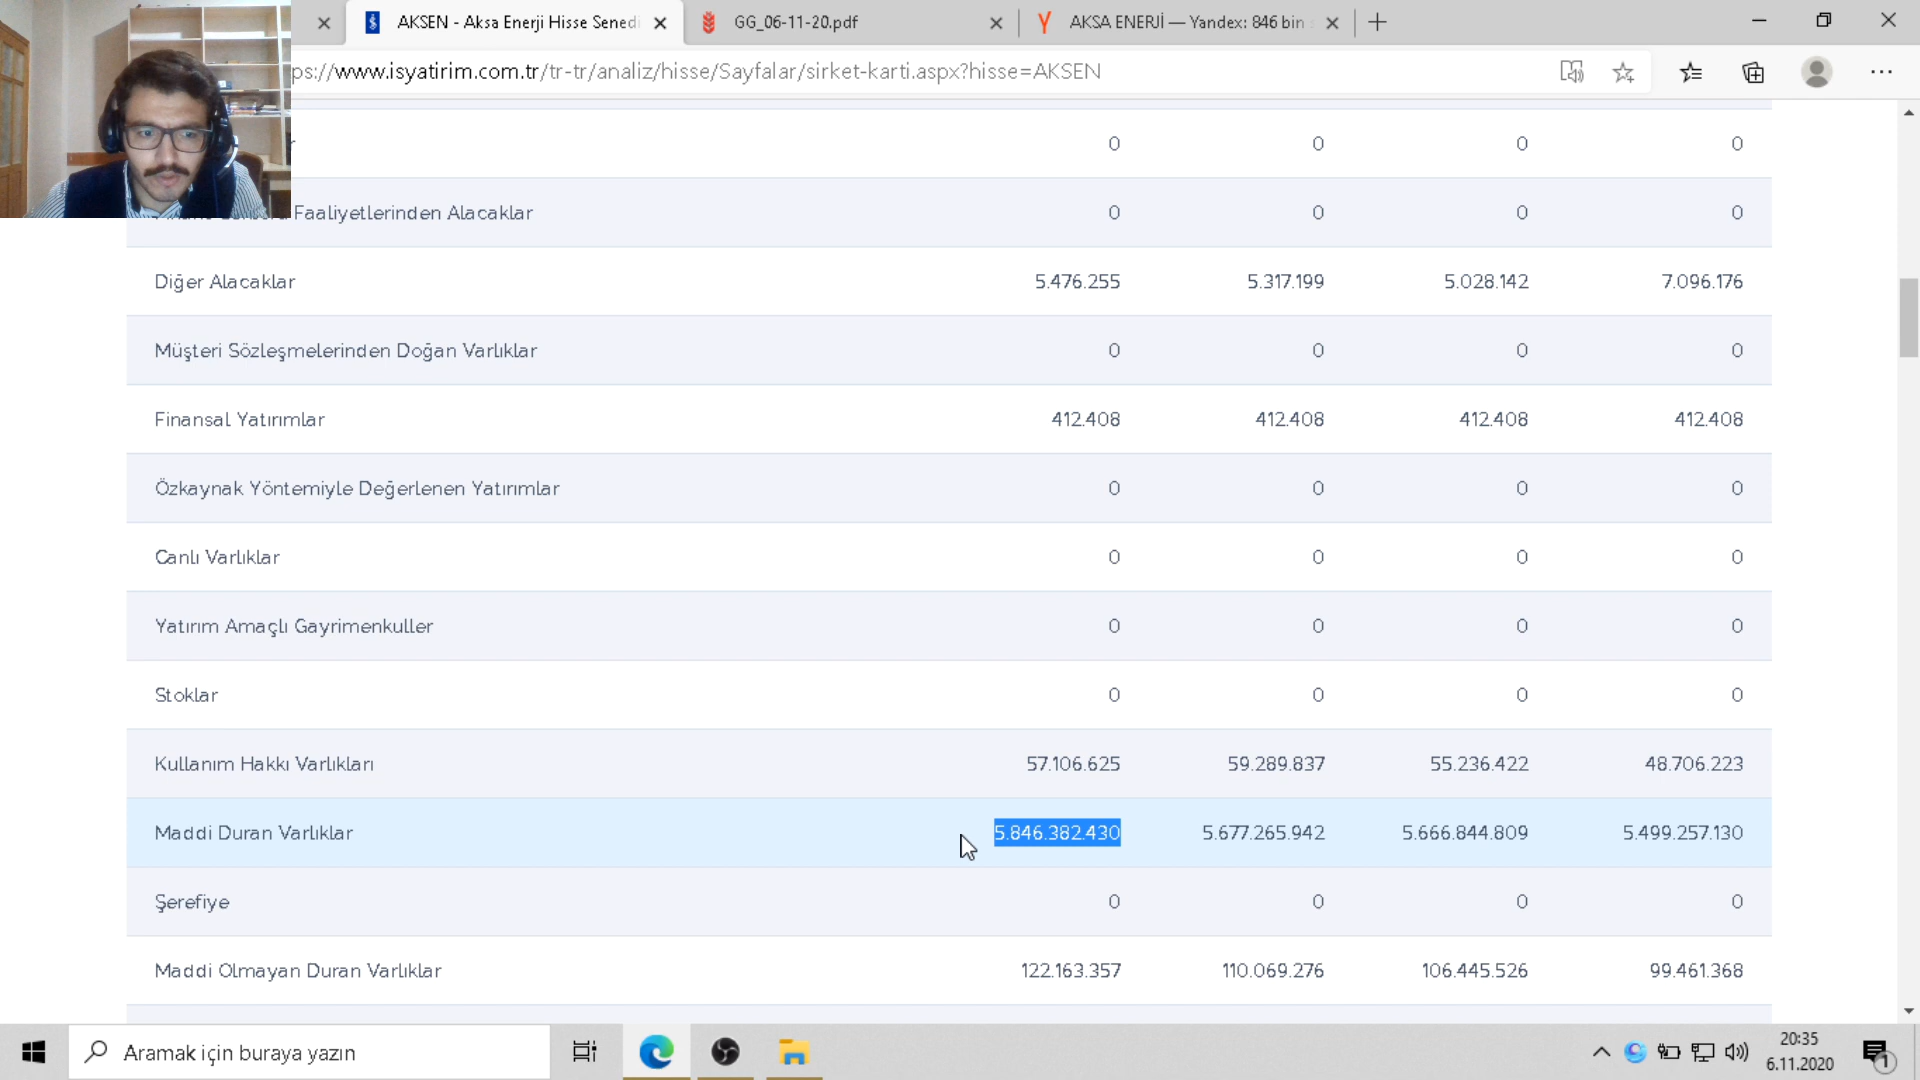 AKSEN - Aksa Enerji Hisse Senedi
GG_06-11-20.pdf
AKSA ENERJİ — Yandex: 846 bin
ps://www.isyatirim.com.tr/tr-tr/analiz/hisse/Sayfalar/sirket-karti.aspx?hisse=AKSEN
0 0 0 0
Faaliyetlerinden Alacaklar 0 0 0 0
Diğer Alacaklar 5.476.255 5.317.199 5.028.142 7.096.176
Müşteri Sözleşmelerinden Doğan Varlıklar 0 0 0 0
Finansal Yatırımlar 412.408 412.408 412.408 412.408
Özkaynak Yöntemiyle Değerlenen Yatırımlar 0 0 0 0
Canlı Varlıklar 0 0 0 0
Yatırım Amaçlı Gayrimenkuller 0 0 0 0
Stoklar 0 0 0 0
Kullanım Hakkı Varlıkları 57.106.625 59.289.837 55.236.422 48.706.223
Maddi Duran Varlıklar 5.846.382.430 5.677.265.942 5.666.844.809 5.499.257.130
Şerefiye 0 0 0 0
Maddi Olmayan Duran Varlıklar 122.163.357 110.069.276 106.445.526 99.461.368
Aramak için buraya yazın
20:35
6.11.2020
1